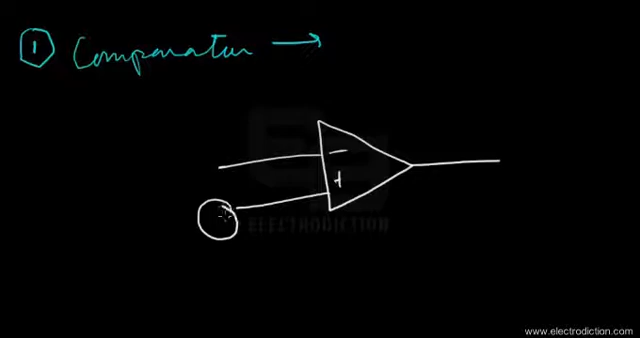 ① Comparator →
−
+
ELECTRODICTION
www.electrodiction.com